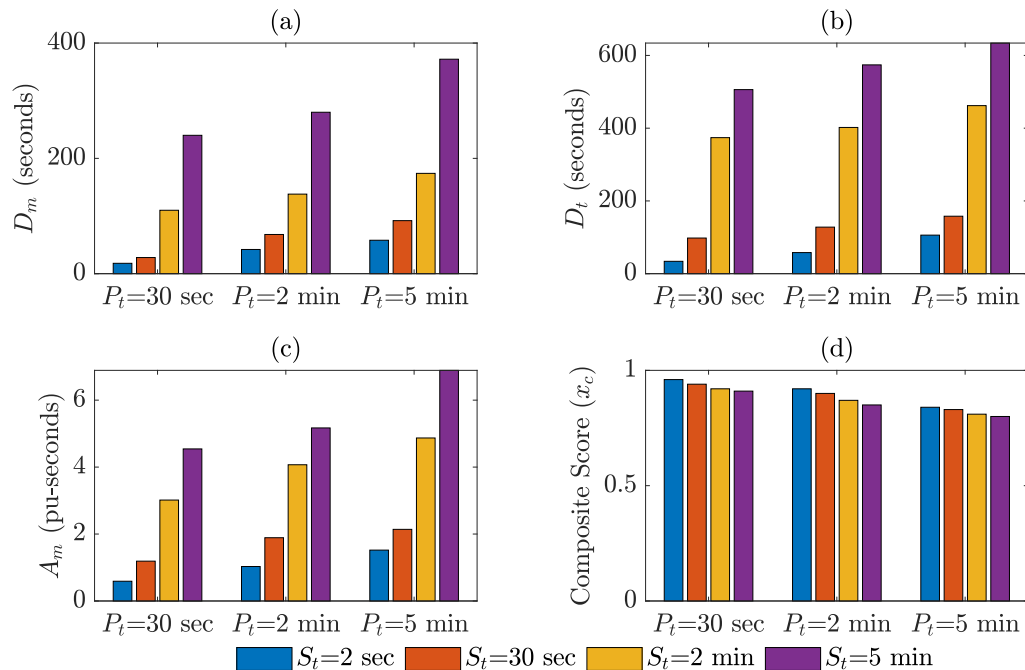 (a)
400
200
0
D_m (seconds)
P_t=30 sec P_t=2 min P_t=5 min
(b)
600
400
200
0
D_t (seconds)
P_t=30 sec P_t=2 min P_t=5 min
(c)
6
4
2
0
A_m (pu-seconds)
P_t=30 sec P_t=2 min P_t=5 min
(d)
1
0.5
0
Composite Score (x_c)
P_t=30 sec P_t=2 min P_t=5 min
S_t=2 sec S_t=30 sec S_t=2 min S_t=5 min